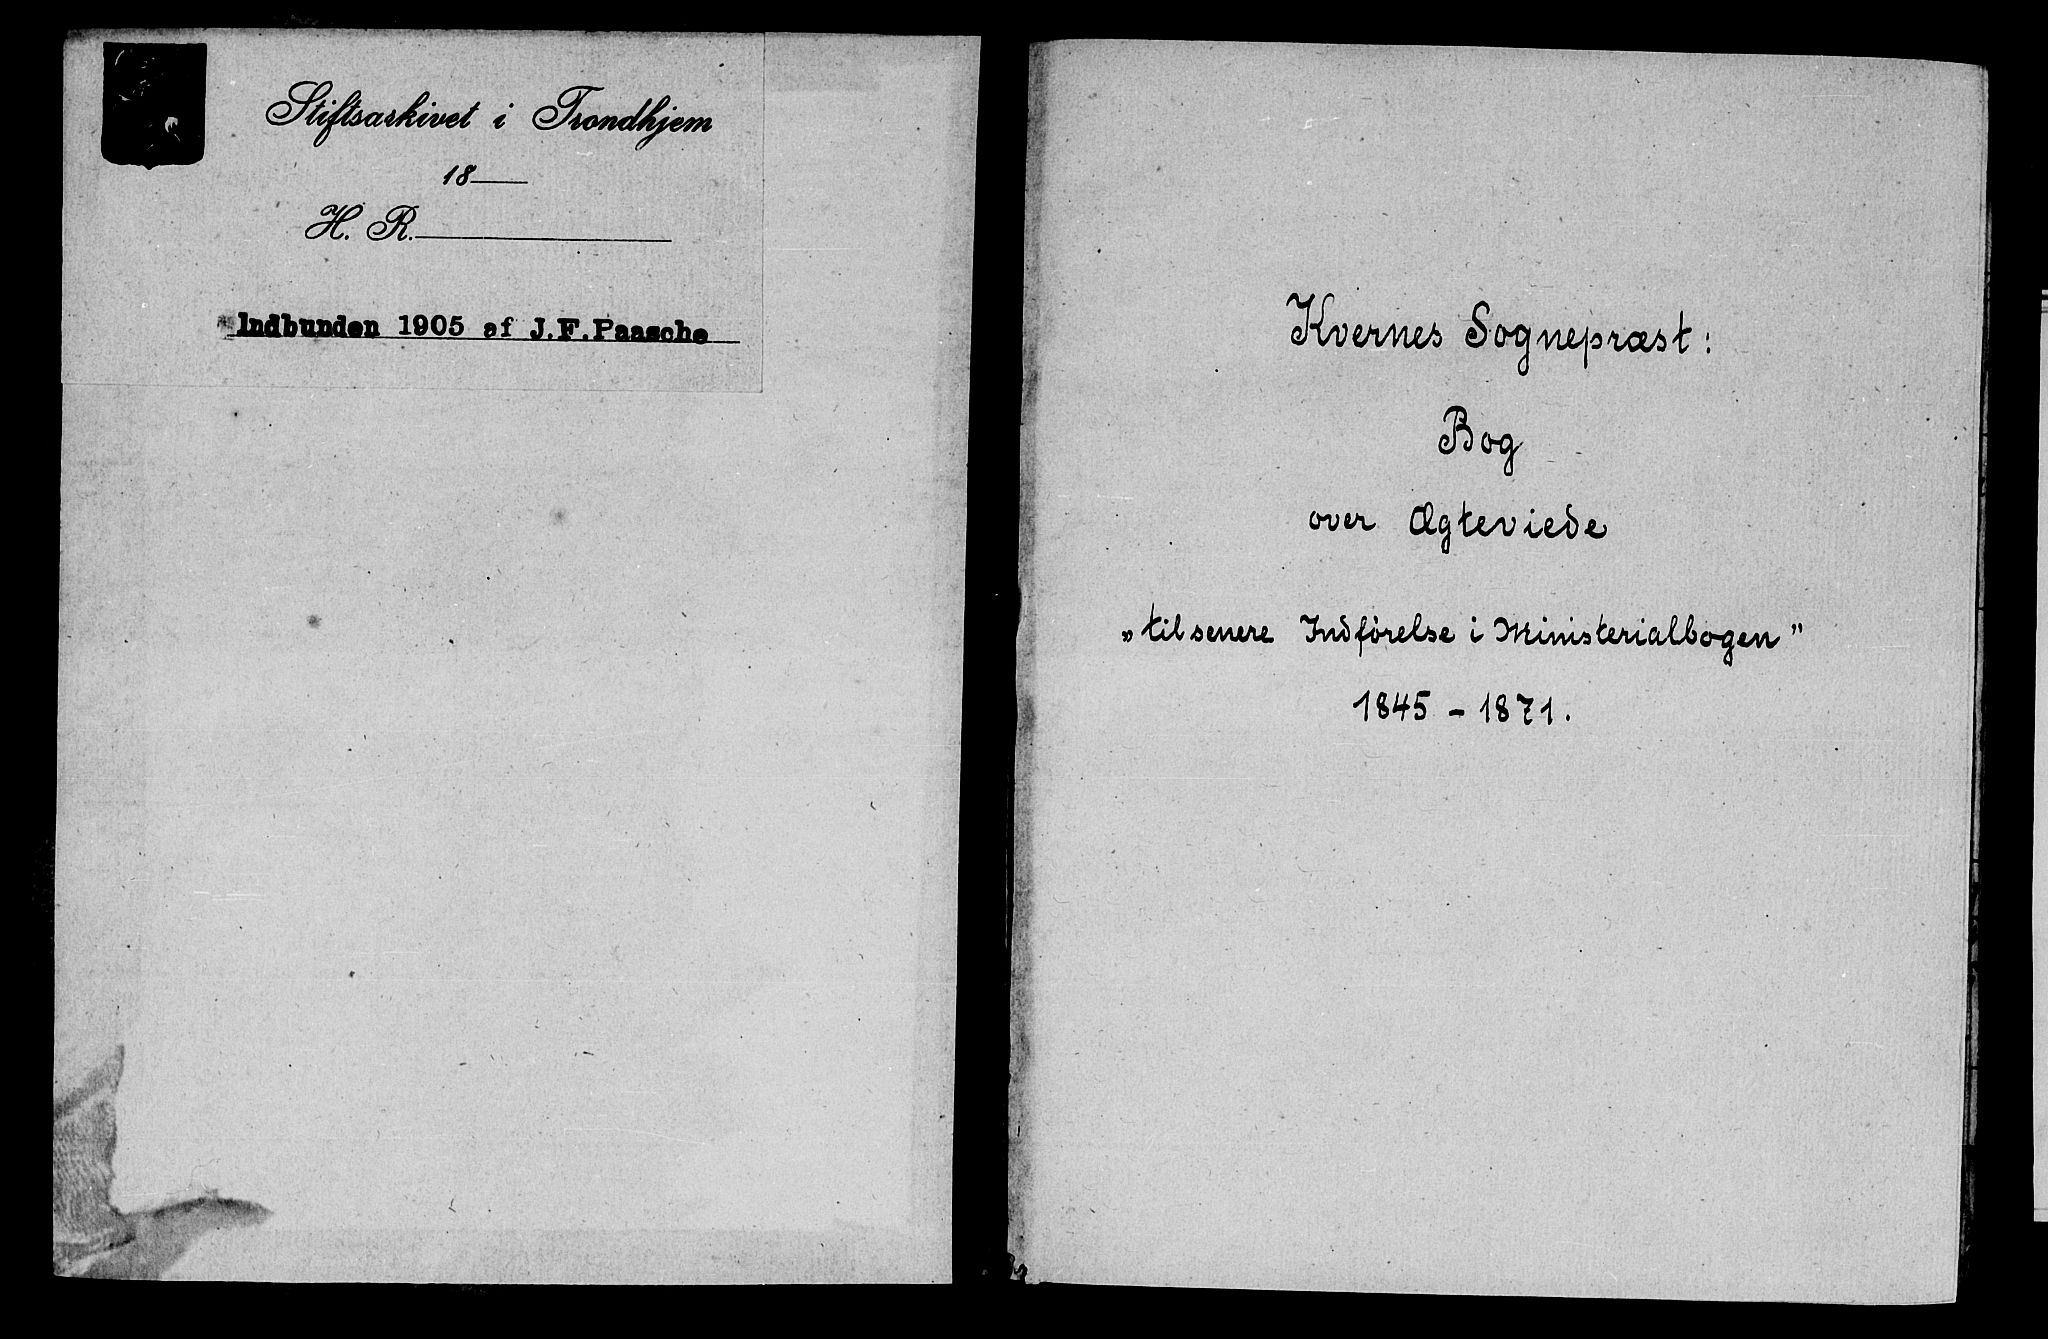 Stiftsarkivet i Trondhjem
18
H. R.
Indbunden 1905 af J.F.Paasche
Kvernes Sognepræst:
Bog
over Ægteviede
„til senere Indførelse i Ministerialbogen”
1845 - 1871.